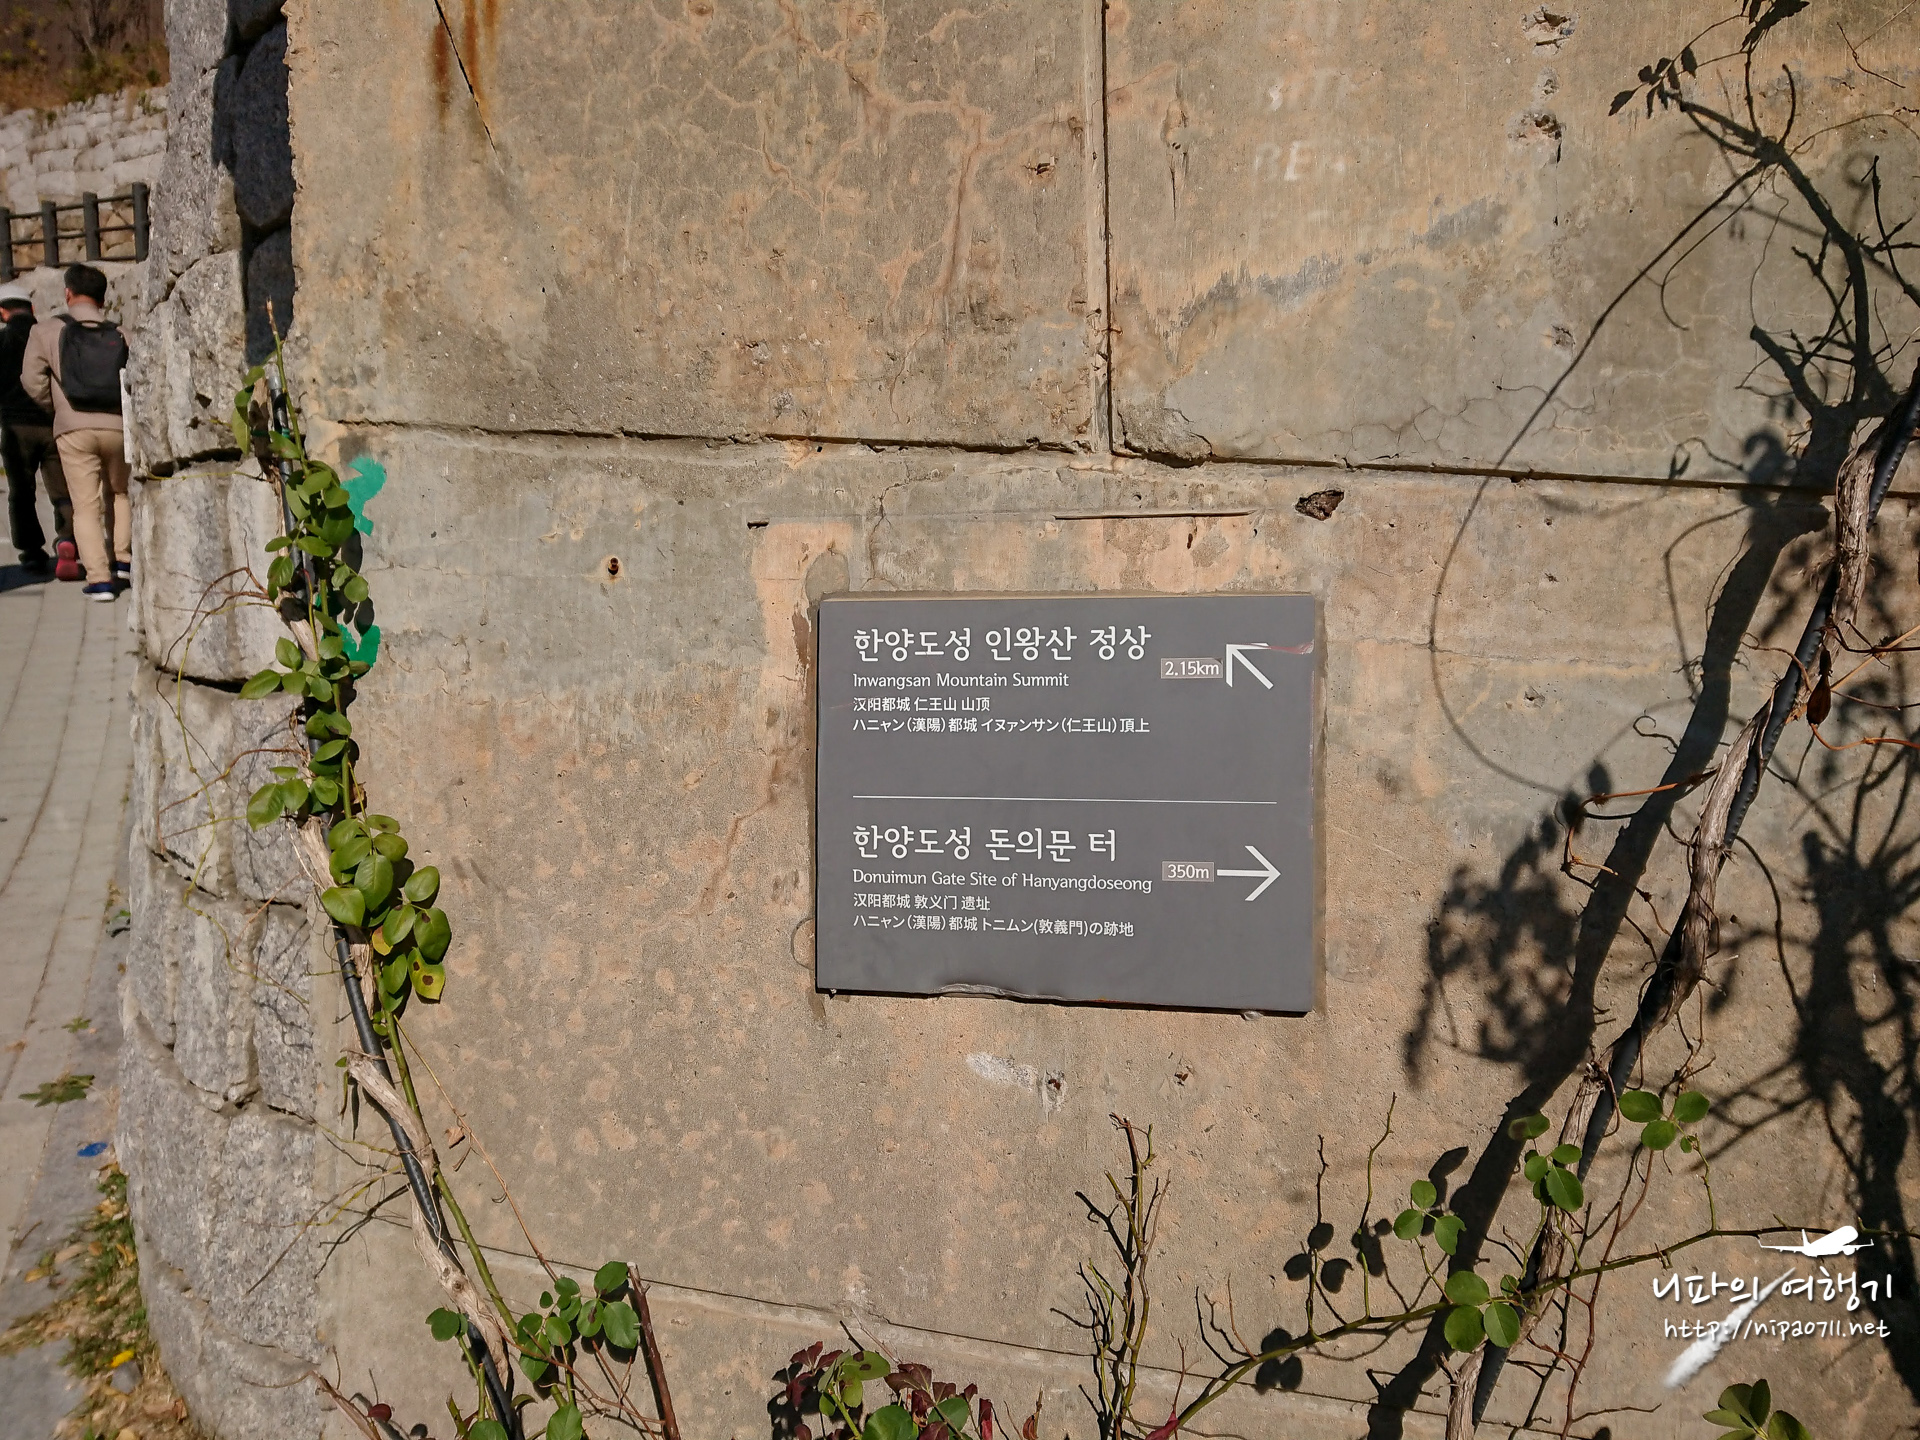 한양도성 인왕산 정상
2.15km
Inwangsan Mountain Summit
汉阳都城 仁王山 山顶
ハニャン(漢陽)都城 イヌァンサン(仁王山)頂上
한양도성 돈의문 터
350m
Donuimun Gate Site of Hanyangdoseong
汉阳都城 敦义门 遗址
ハニャン(漢陽)都城 トニムン(敦義門)の跡地
니파의 여행기
http://nipa0711.net